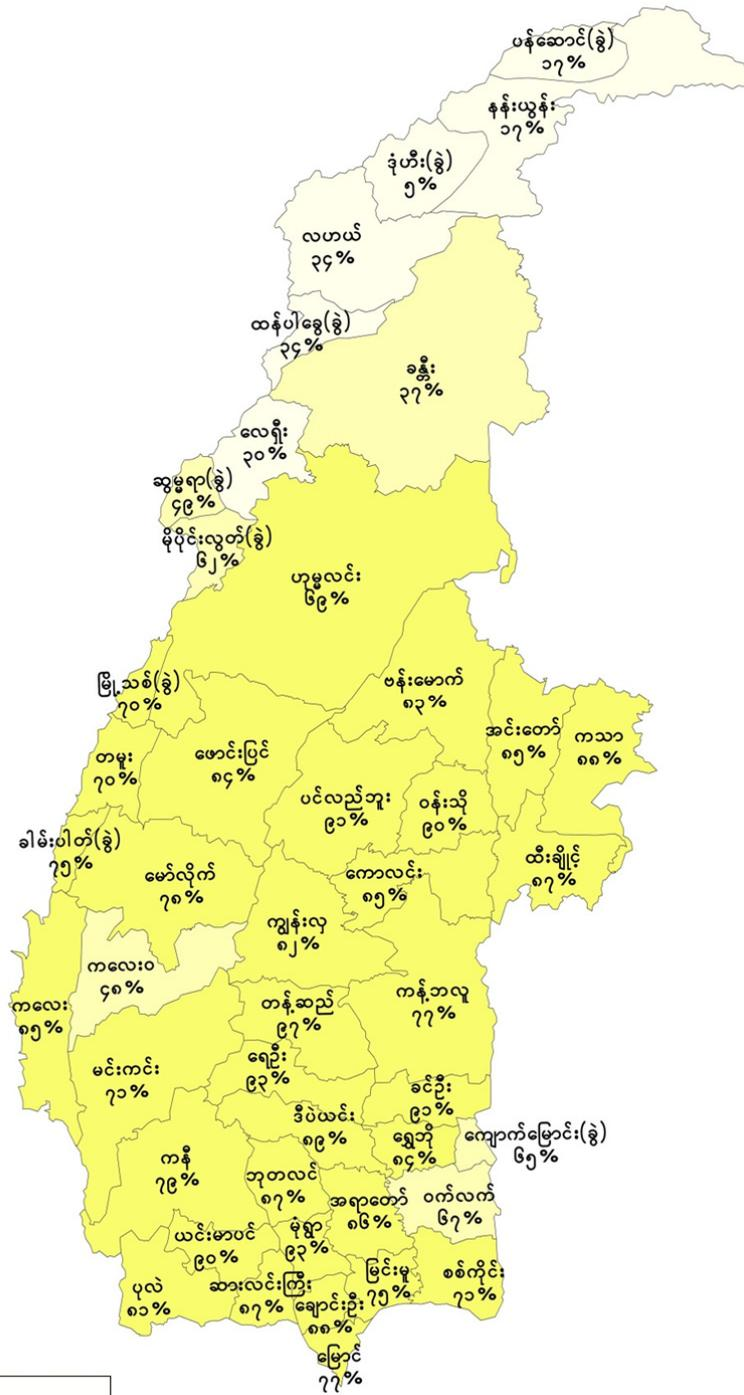 ပန်ဆောင်(ခွဲ)
၁၇%
နန်းယွန်း
၁၇%
ဒုံဟီး(ခွဲ)
၅%
လဟယ်
၃၄%
ထန်ပါခွေ(ခွဲ)
၃၄%
ခန္တီး
၃၇%
လေရှီး
၃၀%
ဆွမ္မရာ(ခွဲ)
၄၉%
မိုပိုင်းလွတ်(ခွဲ)
၆၂%
ဟုမ္မလင်း
၆၉%
မြို့သစ်(ခွဲ)
၇၀%
ဗန်းမောက်
၈၃%
အင်းတော်
၈၅%
ကသာ
၈၈%
တမူး
၇၀%
ဖောင်းပြင်
၈၄%
ပင်လည်ဘူး
၉၁%
ဝန်းသို
၉၀%
ခါမ်းပါတ်(ခွဲ)
၇၅%
မော်လိုက်
၇၈%
ကောလင်း
၈၅%
ထီးချိုင့်
၈၇%
ကျွန်းလှ
၈၂%
ကလေးဝ
၄၈%
ကလေး
၈၅%
တန့်ဆည်
၉၇%
ကန့်ဘလူ
၇၇%
မင်းကင်း
၇၁%
ရေဦး
၉၃%
ခင်ဦး
၉၁%
ဒီပဲယင်း
၈၉%
ရွှေဘို
၈၄%
ကျောက်မြောင်း(ခွဲ)
၆၅%
ကနီ
၇၉%
ဘုတလင်
၈၇%
အရာတော်
၈၆%
ဝက်လက်
၆၇%
ယင်းမာပင်
၉၀%
မုံရွာ
၉၃%
ပုလဲ
၈၁%
ဆားလင်းကြီး
၈၇%
ချောင်းဦး
၈၈%
မြင်းမူ
၇၅%
စစ်ကိုင်း
၇၁%
မြောင်
၇၇%